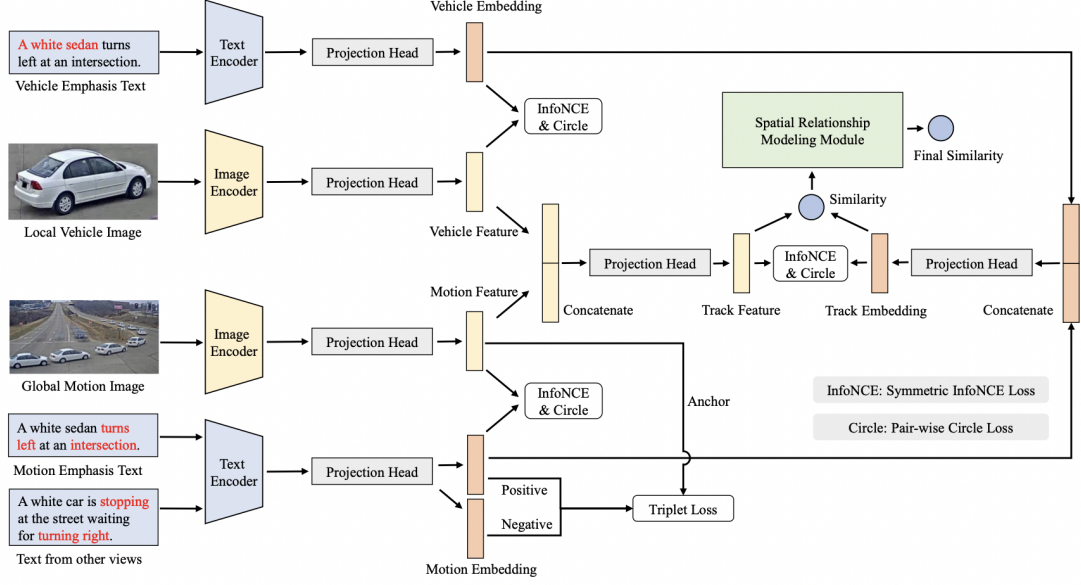 Vehicle Embedding
A white sedan turns
left at an intersection.
Vehicle Emphasis Text
Text
Encoder
Projection Head
InfoNCE
& Circle
Local Vehicle Image
Image
Encoder
Projection Head
Vehicle Feature
Spatial Relationship
Modeling Module
Final Similarity
Similarity
Motion Feature
Concatenate
Projection Head
Track Feature
InfoNCE
& Circle
Track Embedding
Projection Head
Concatenate
Global Motion Image
Image
Encoder
Projection Head
InfoNCE
& Circle
Anchor
InfoNCE: Symmetric InfoNCE Loss
Circle: Pair-wise Circle Loss
A white sedan turns
left at an intersection.
Motion Emphasis Text
A white car is stopping
at the street waiting
for turning right.
Text from other views
Text
Encoder
Projection Head
Positive
Negative
Motion Embedding
Triplet Loss